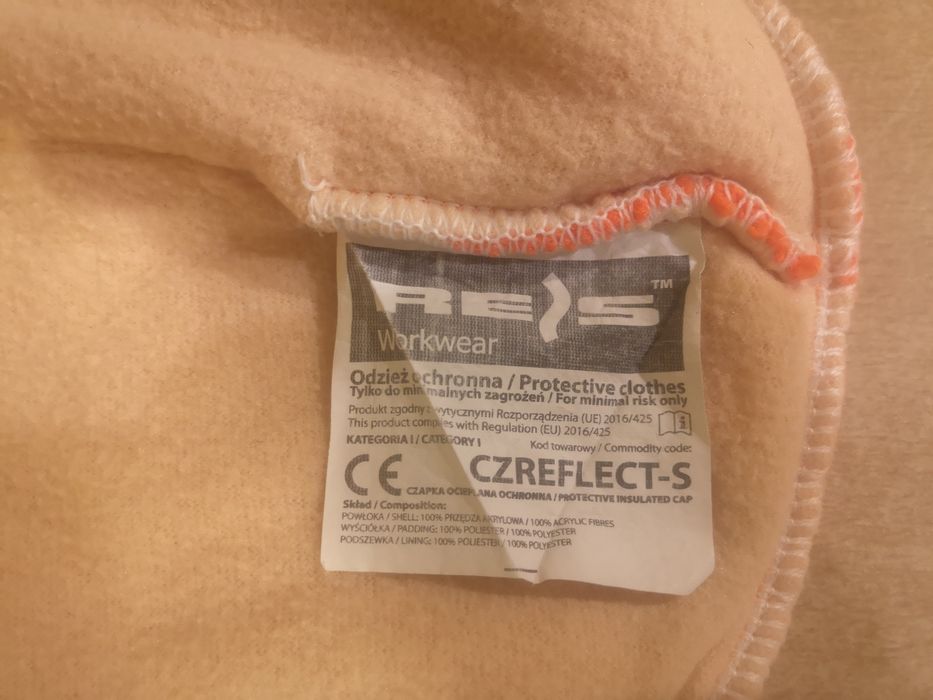 REIS™
Workwear
Odzież ochronna / Protective clothes
Tylko do minimalnych zagrożeń / For minimal risk only
Produkt zgodny z wytycznymi Rozporządzenia (UE) 2016/425
This product complies with Regulation (EU) 2016/425
KATEGORIA I / CATEGORY I
Kod towarowy / Commodity code:
CE CZREFLECT-S
CZAPKA OCIEPLANA OCHRONNA / PROTECTIVE INSULATED CAP
Skład / Composition:
POWŁOKA / SHELL: 100% PRZĘDZA AKRYLOWA / 100% ACRYLIC FIBRES
WYŚCIÓŁKA / PADDING: 100% POLIESTER / 100% POLYESTER
PODSZEWKA / LINING: 100% POLIESTER / 100% POLYESTER